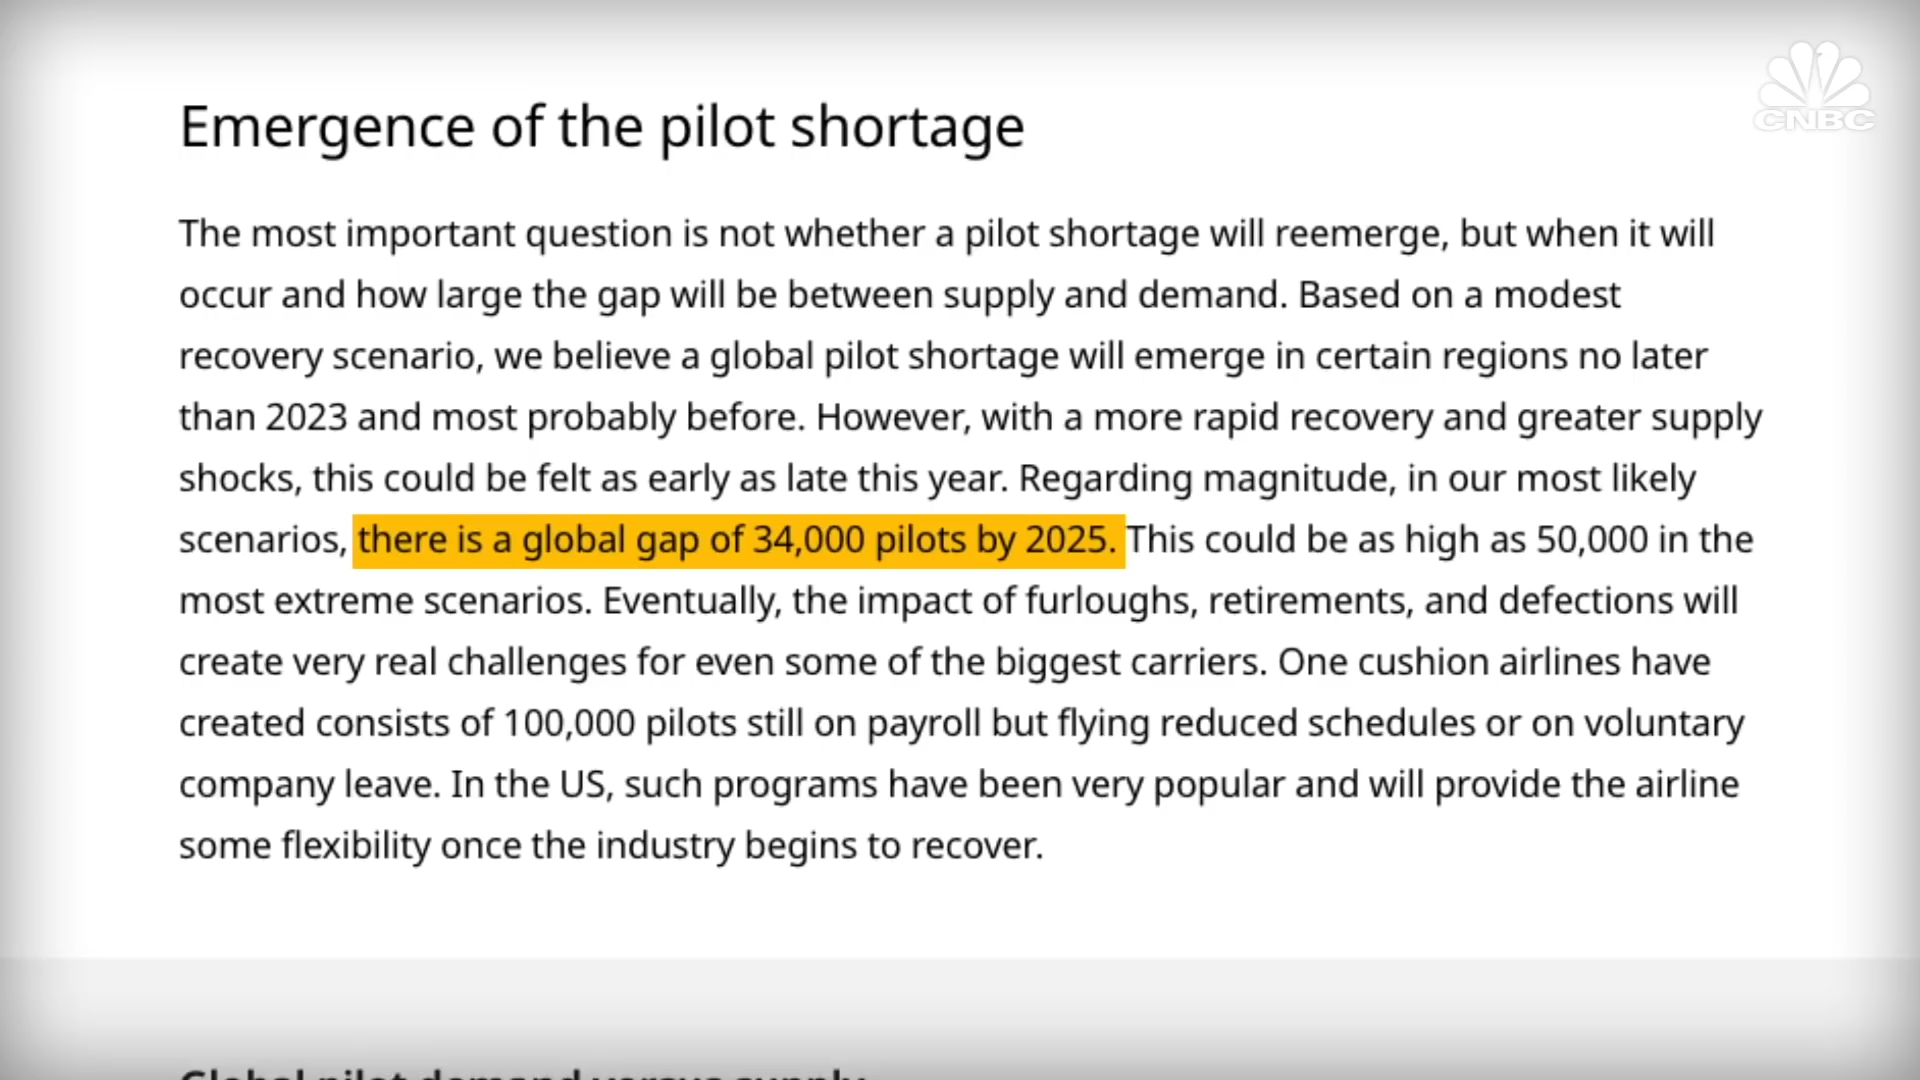 CNBC
Emergence of the pilot shortage
The most important question is not whether a pilot shortage will reemerge, but when it will
occur and how large the gap will be between supply and demand. Based on a modest
recovery scenario, we believe a global pilot shortage will emerge in certain regions no later
than 2023 and most probably before. However, with a more rapid recovery and greater supply
shocks, this could be felt as early as late this year. Regarding magnitude, in our most likely
scenarios, there is a global gap of 34,000 pilots by 2025. This could be as high as 50,000 in the
most extreme scenarios. Eventually, the impact of furloughs, retirements, and defections will
create very real challenges for even some of the biggest carriers. One cushion airlines have
created consists of 100,000 pilots still on payroll but flying reduced schedules or on voluntary
company leave. In the US, such programs have been very popular and will provide the airline
some flexibility once the industry begins to recover.
Global pilot demand versus supply